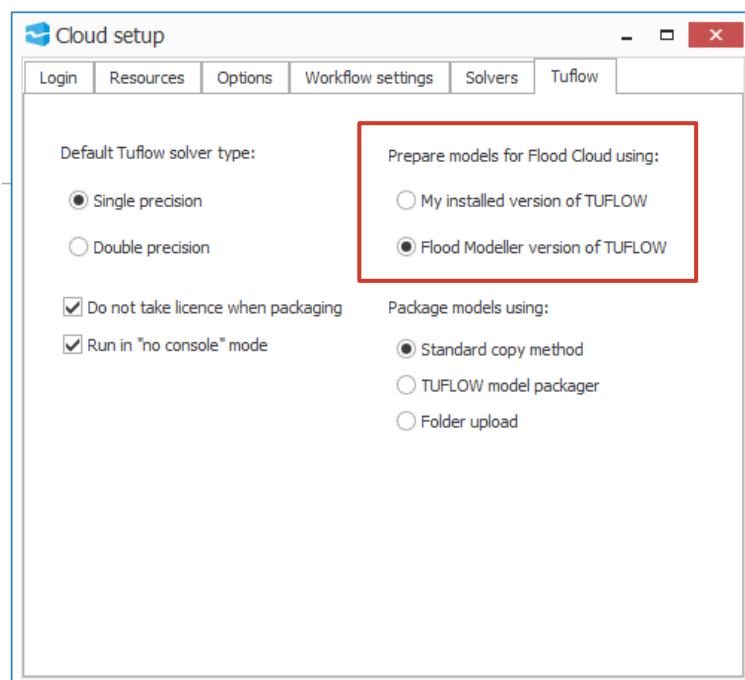 Cloud setup
Login Resources Options Workflow settings Solvers Tuflow
Default Tuflow solver type:
Single precision
Double precision
Do not take licence when packaging
Run in "no console" mode
Prepare models for Flood Cloud using:
My installed version of TUFLOW
Flood Modeller version of TUFLOW
Package models using:
Standard copy method
TUFLOW model packager
Folder upload